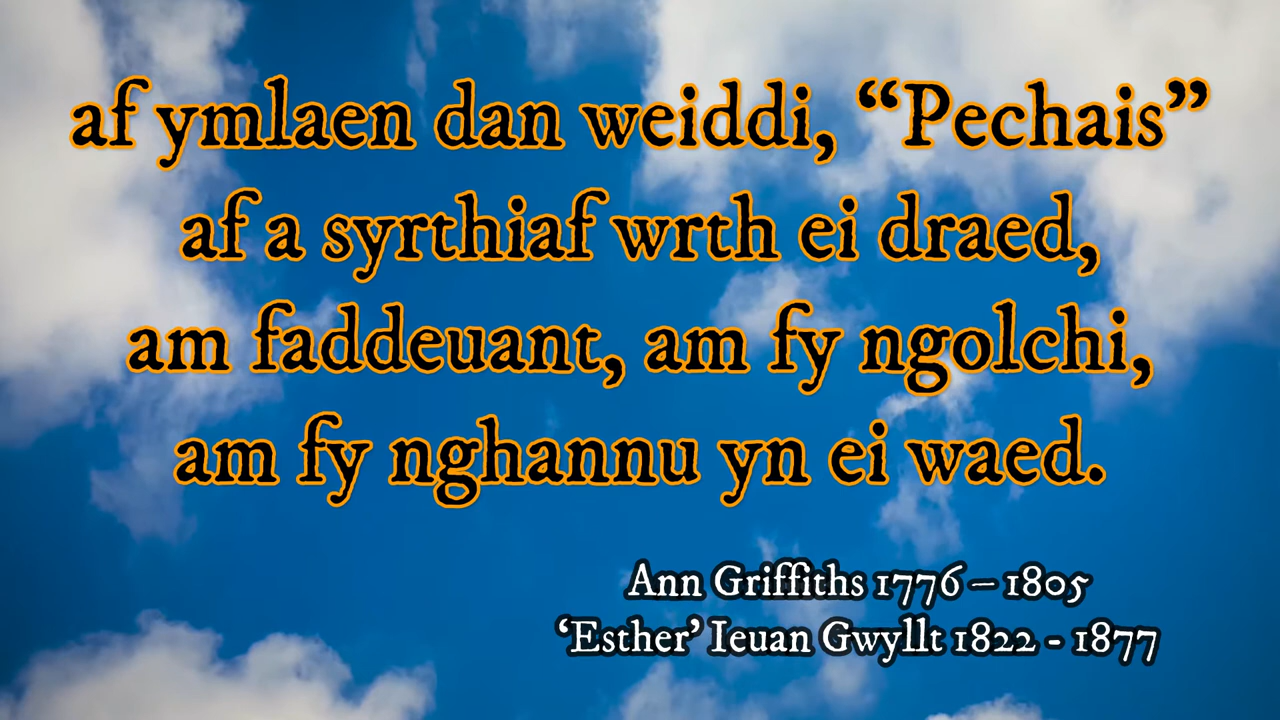 af ymlaen dan weiddi, “Pechais”
af a syrthiaf wrth ei draed,
am faddeuant, am fy ngolchi,
am fy nghannu yn ei waed.
Ann Griffiths 1776 – 1805
‘Esther’ Ieuan Gwyllt 1822 - 1877